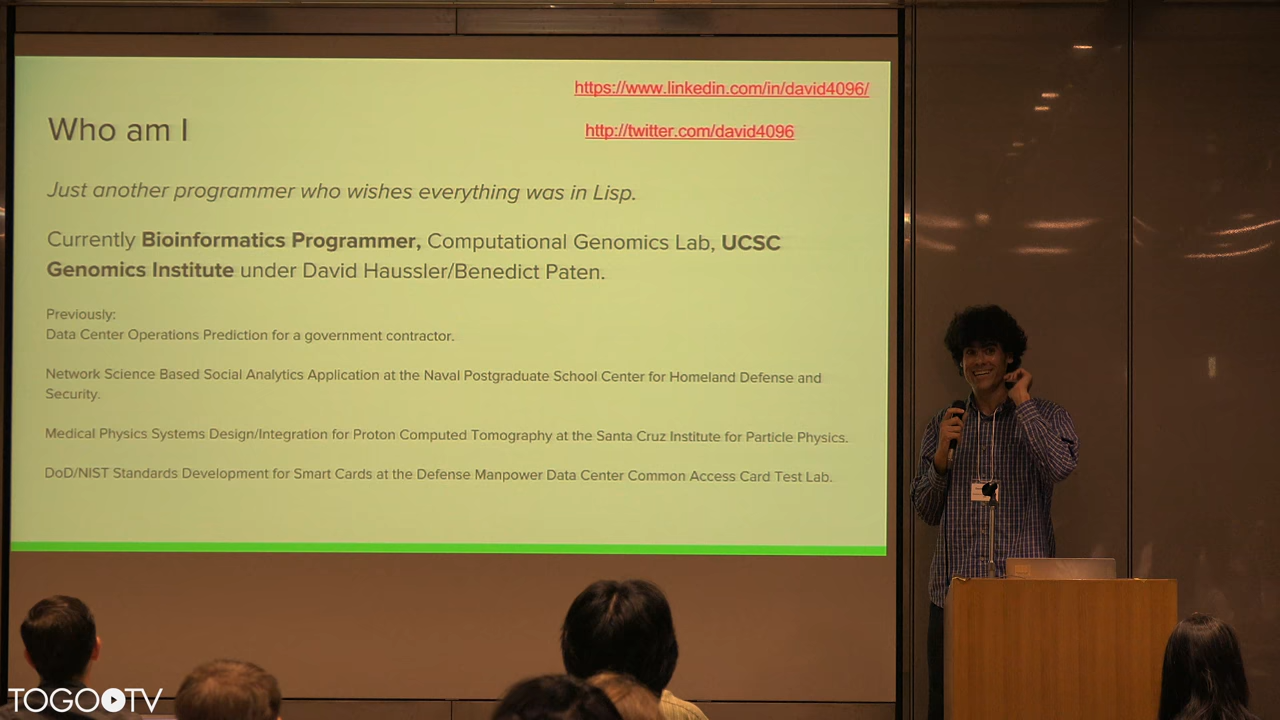 https://www.linkedin.com/in/david4096/
Who am I
http://twitter.com/david4096
Just another programmer who wishes everything was in Lisp.
Currently Bioinformatics Programmer, Computational Genomics Lab, UCSC
Genomics Institute under David Haussler/Benedict Paten.
Previously:
Data Center Operations Prediction for a government contractor.
Network Science Based Social Analytics Application at the Naval Postgraduate School Center for Homeland Defense and
Security.
Medical Physics Systems Design/Integration for Proton Computed Tomography at the Santa Cruz Institute for Particle Physics.
DoD/NIST Standards Development for Smart Cards at the Defense Manpower Data Center Common Access Card Test Lab.
TOGO TV